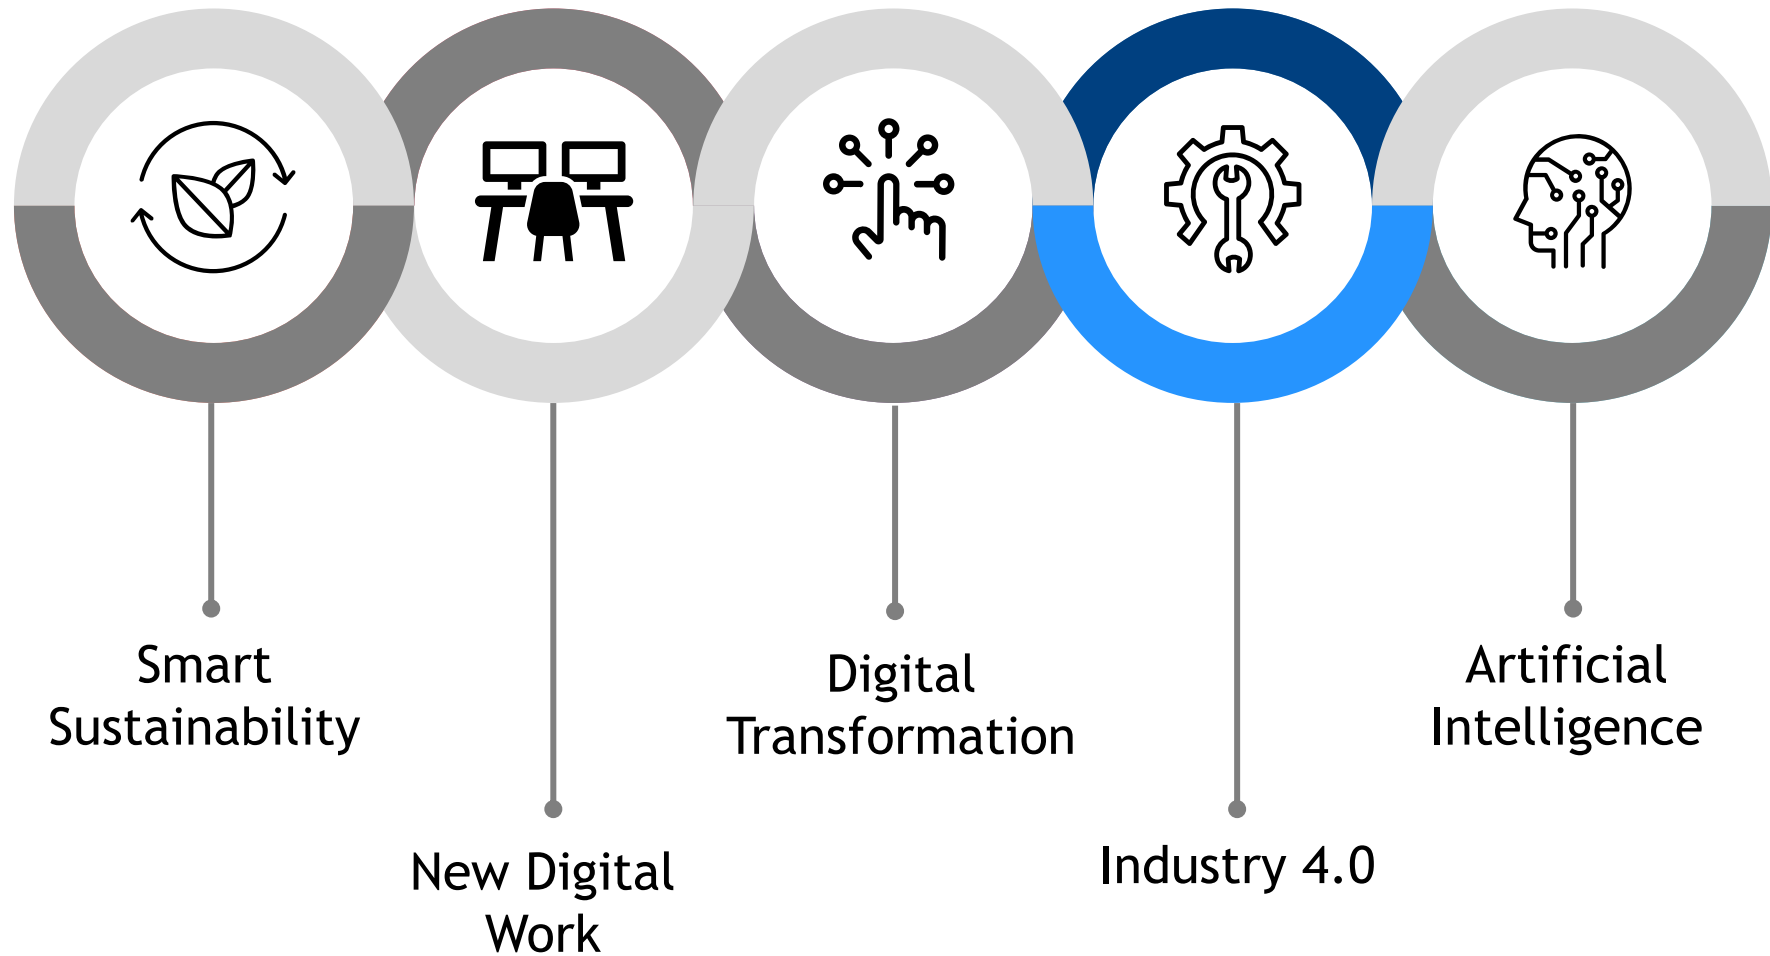 Smart
Sustainability
New Digital
Work
Digital
Transformation
Industry 4.0
Artificial
Intelligence